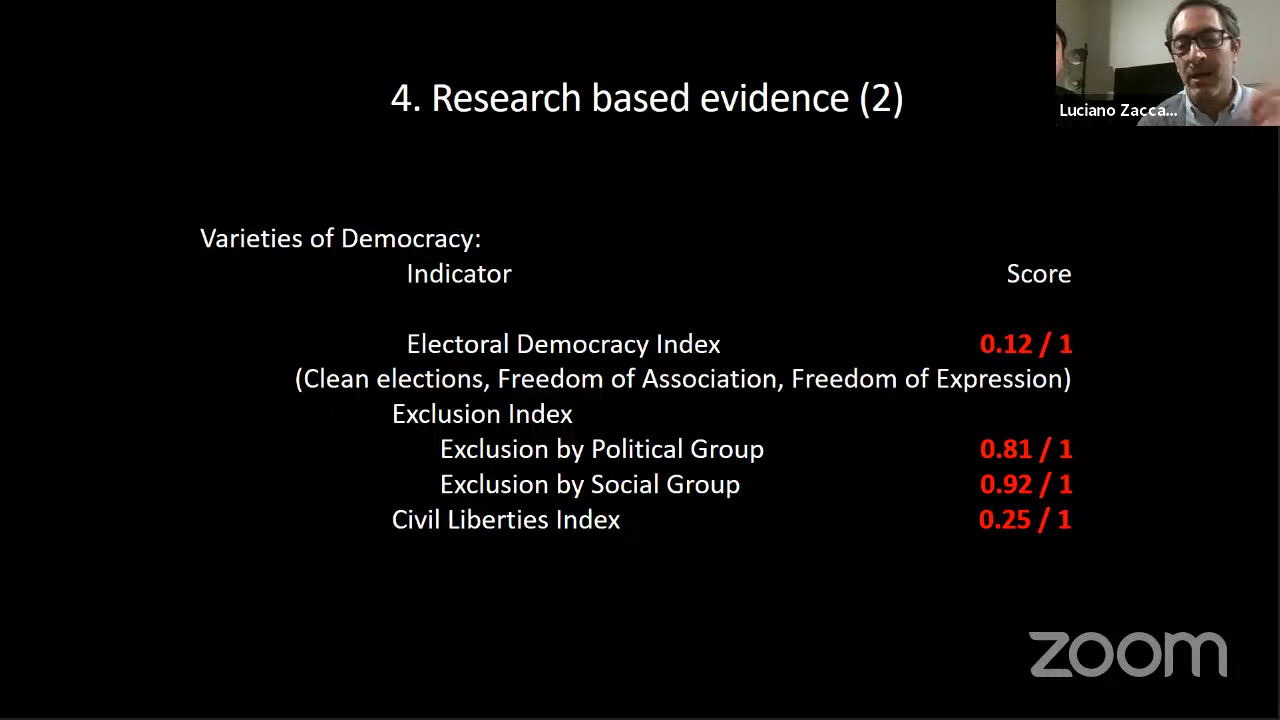 4. Research based evidence (2)
Luciano Zacca...
Varieties of Democracy:
Indicator Score
Electoral Democracy Index 0.12 / 1
(Clean elections, Freedom of Association, Freedom of Expression)
Exclusion Index
Exclusion by Political Group 0.81 / 1
Exclusion by Social Group 0.92 / 1
Civil Liberties Index 0.25 / 1
zoom